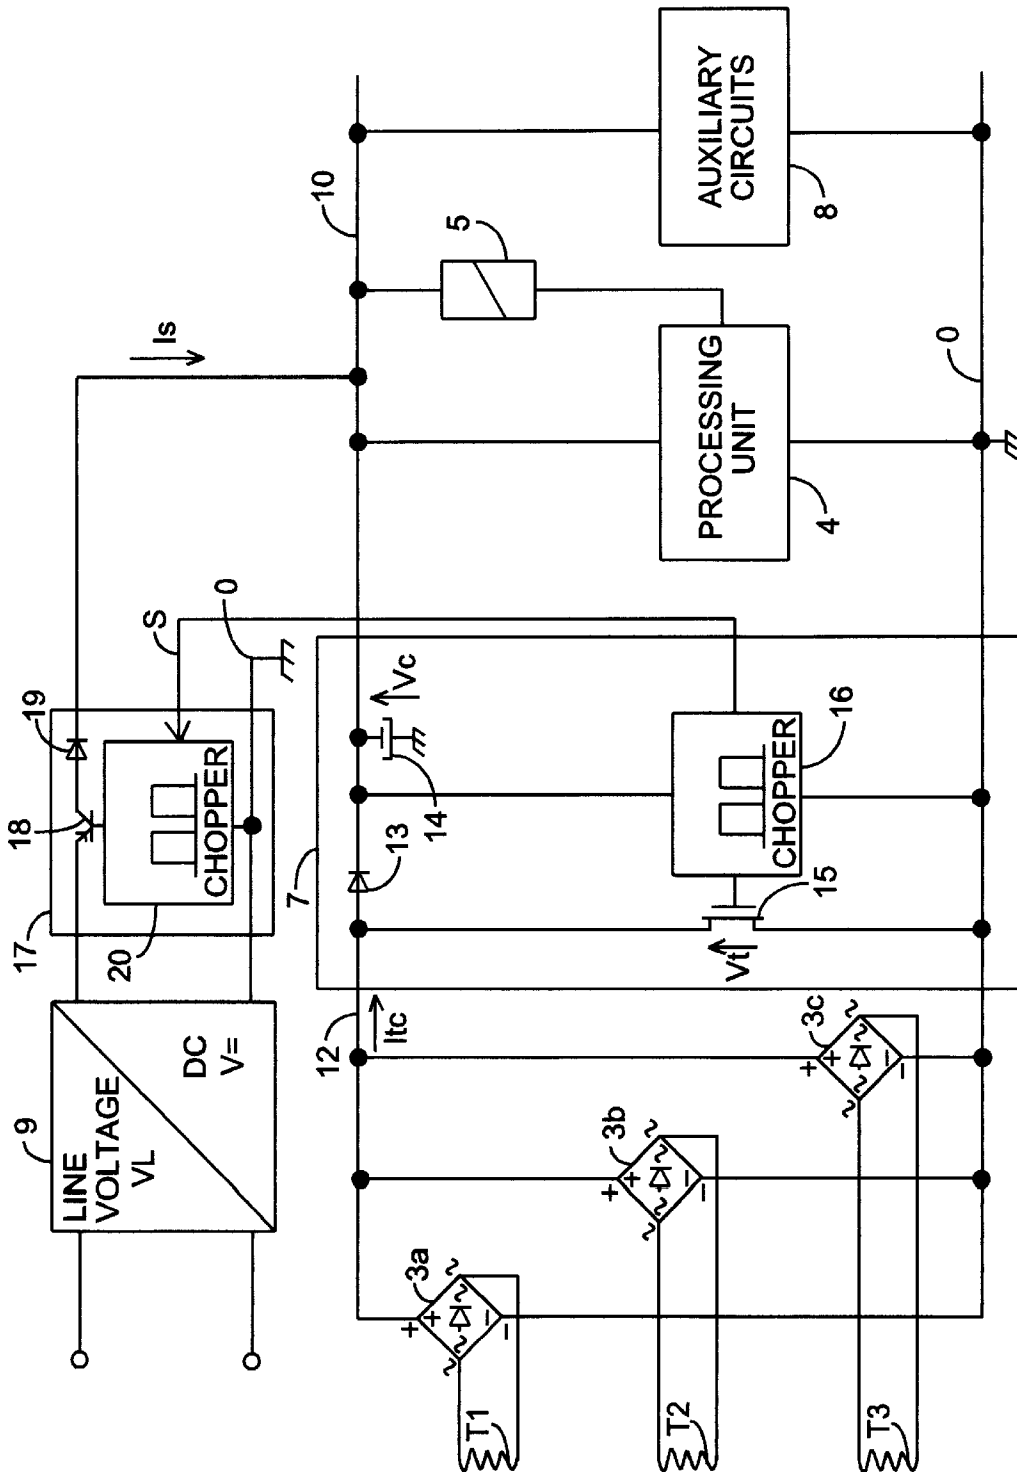 9
LINE
VOLTAGE
VL
DC
V=
17
18
19
20
CHOPPER
S
0
Is
10
12
Itc
7
13
14
Vc
Vt
15
16
CHOPPER
5
PROCESSING
UNIT
4
AUXILIARY
CIRCUITS
8
0
3a
+
+
~
~
~
~
−
−
3b
+
+
~
~
~
~
−
−
3c
+
+
~
~
~
~
−
−
T1
T2
T3